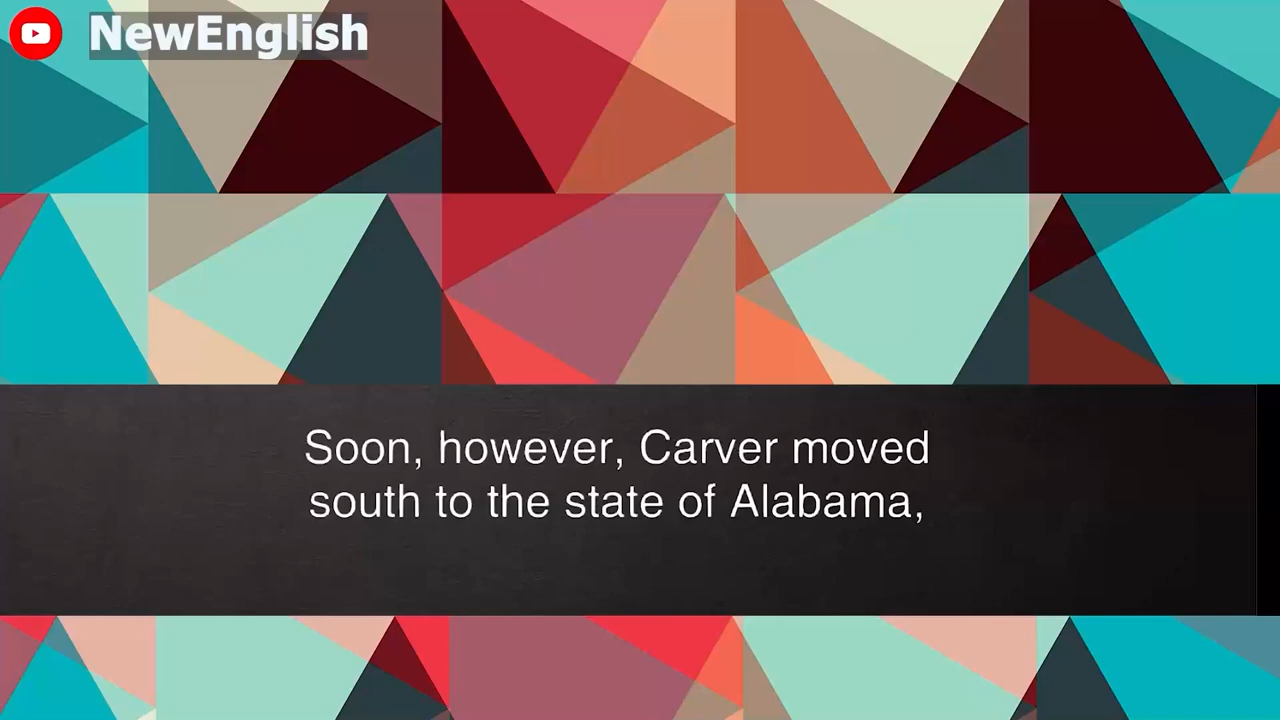 NewEnglish
Soon, however, Carver moved
south to the state of Alabama,